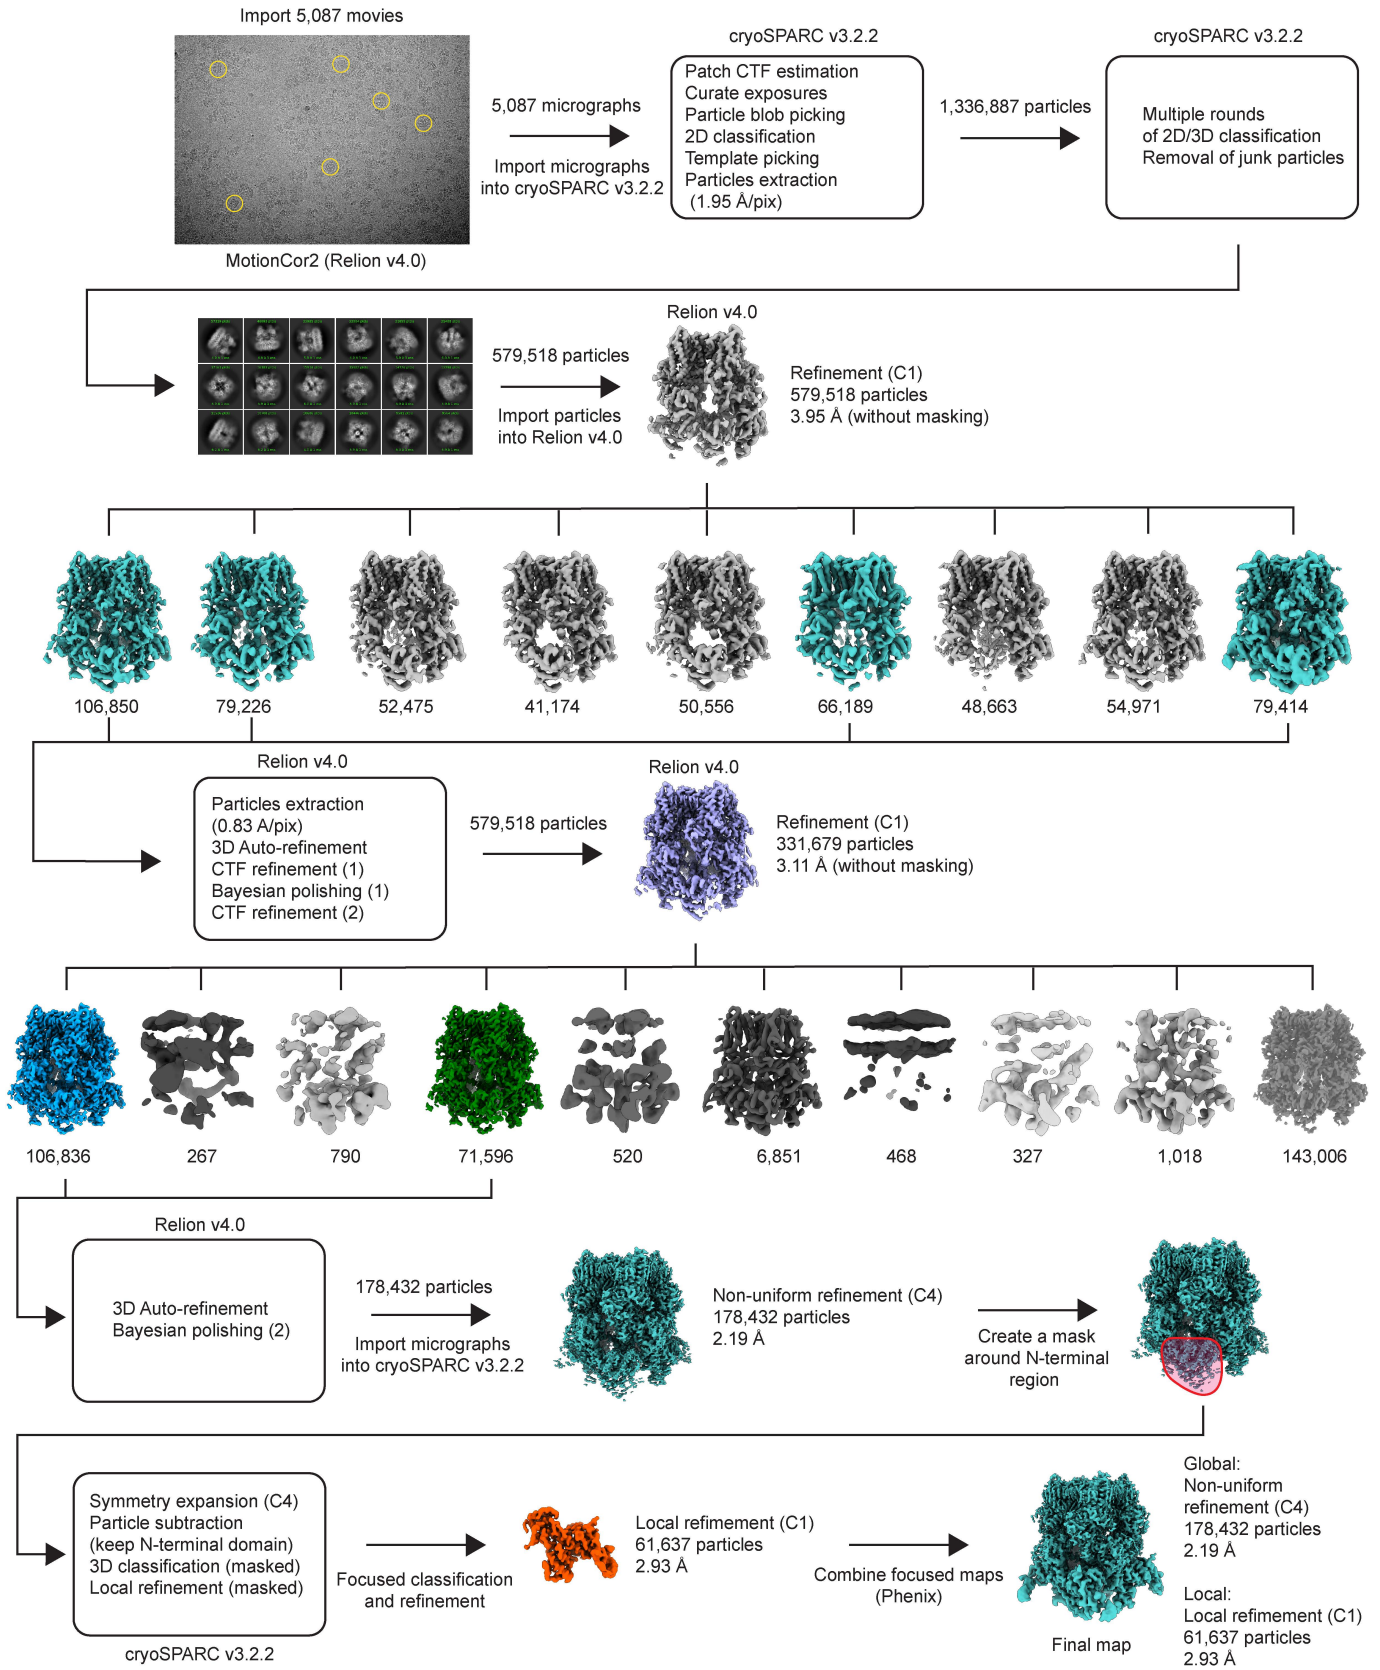 Import 5,087 movies
MotionCor2 (Relion v4.0)
5,087 micrographs
Import micrographs
into cryoSPARC v3.2.2
cryoSPARC v3.2.2
Patch CTF estimation
Curate exposures
Particle blob picking
2D classification
Template picking
Particles extraction
(1.95 Å/pix)
1,336,887 particles
cryoSPARC v3.2.2
Multiple rounds
of 2D/3D classification
Removal of junk particles
579,518 particles
Import particles
into Relion v4.0
Relion v4.0
Refinement (C1)
579,518 particles
3.95 Å (without masking)
106,850
79,226
52,475
41,174
50,556
66,189
48,663
54,971
79,414
Relion v4.0
Particles extraction
(0.83 A/pix)
3D Auto-refinement
CTF refinement (1)
Bayesian polishing (1)
CTF refinement (2)
579,518 particles
Relion v4.0
Refinement (C1)
331,679 particles
3.11 Å (without masking)
106,836
267
790
71,596
520
6,851
468
327
1,018
143,006
Relion v4.0
3D Auto-refinement
Bayesian polishing (2)
178,432 particles
Import micrographs
into cryoSPARC v3.2.2
Non-uniform refinement (C4)
178,432 particles
2.19 Å
Create a mask
around N-terminal
region
Symmetry expansion (C4)
Particle subtraction
(keep N-terminal domain)
3D classification (masked)
Local refinement (masked)
cryoSPARC v3.2.2
Focused classification
and refinement
Local refimement (C1)
61,637 particles
2.93 Å
Combine focused maps
(Phenix)
Final map
Global:
Non-uniform
refinement (C4)
178,432 particles
2.19 Å
Local:
Local refimement (C1)
61,637 particles
2.93 Å